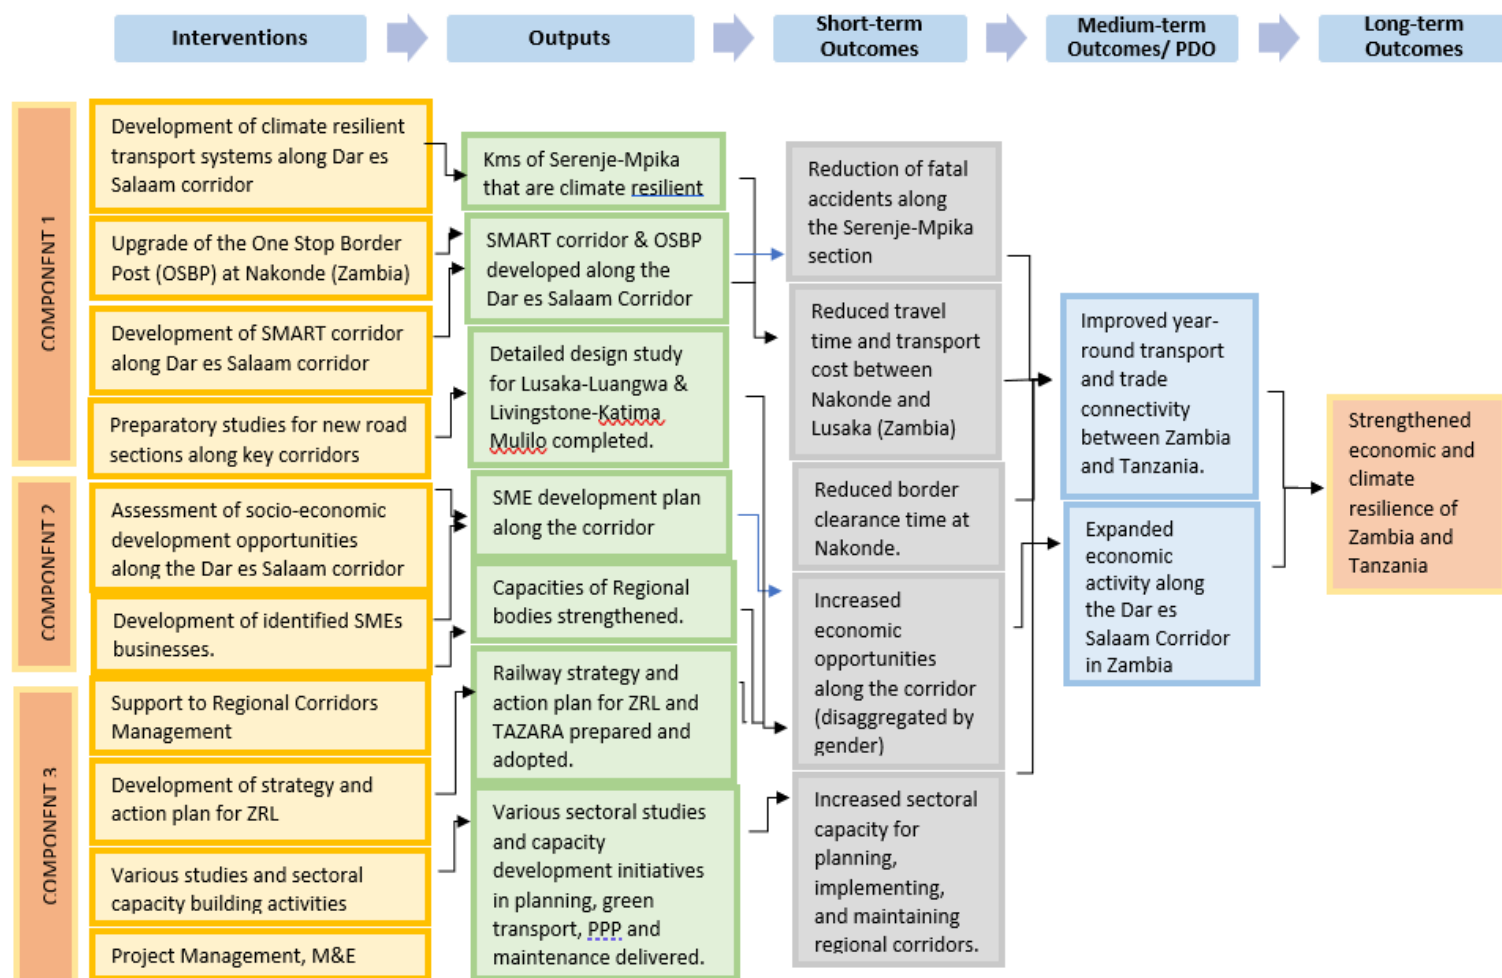 Interventions
Outputs
Short-term
Outcomes
Medium-term
Outcomes/ PDO
Long-term
Outcomes
COMPONENT 1
Development of climate resilient
transport systems along Dar es
Salaam corridor
Upgrade of the One Stop Border
Post (OSBP) at Nakonde (Zambia)
Development of SMART corridor
along Dar es Salaam corridor
Preparatory studies for new road
sections along key corridors
COMPONENT 2
Assessment of socio-economic
development opportunities
along the Dar es Salaam corridor
Development of identified SMEs
businesses.
COMPONENT 3
Support to Regional Corridors
Management
Development of strategy and
action plan for ZRL
Various studies and sectoral
capacity building activities
Project Management, M&E
Kms of Serenje-Mpika
that are climate resilient
SMART corridor & OSBP
developed along the
Dar es Salaam Corridor
Detailed design study
for Lusaka-Luangwa &
Livingstone-Katima
Mulilo completed.
SME development plan
along the corridor
Capacities of Regional
bodies strengthened.
Railway strategy and
action plan for ZRL and
TAZARA prepared and
adopted.
Various sectoral studies
and capacity
development initiatives
in planning, green
transport, PPP and
maintenance delivered.
Reduction of fatal
accidents along
the Serenje-Mpika
section
Reduced travel
time and transport
cost between
Nakonde and
Lusaka (Zambia)
Reduced border
clearance time at
Nakonde.
Increased
economic
opportunities
along the corridor
(disaggregated by
gender)
Increased sectoral
capacity for
planning,
implementing,
and maintaining
regional corridors.
Improved year-
round transport
and trade
connectivity
between Zambia
and Tanzania.
Expanded
economic
activity along
the Dar es
Salaam Corridor
in Zambia
Strengthened
economic and
climate
resilience of
Zambia and
Tanzania